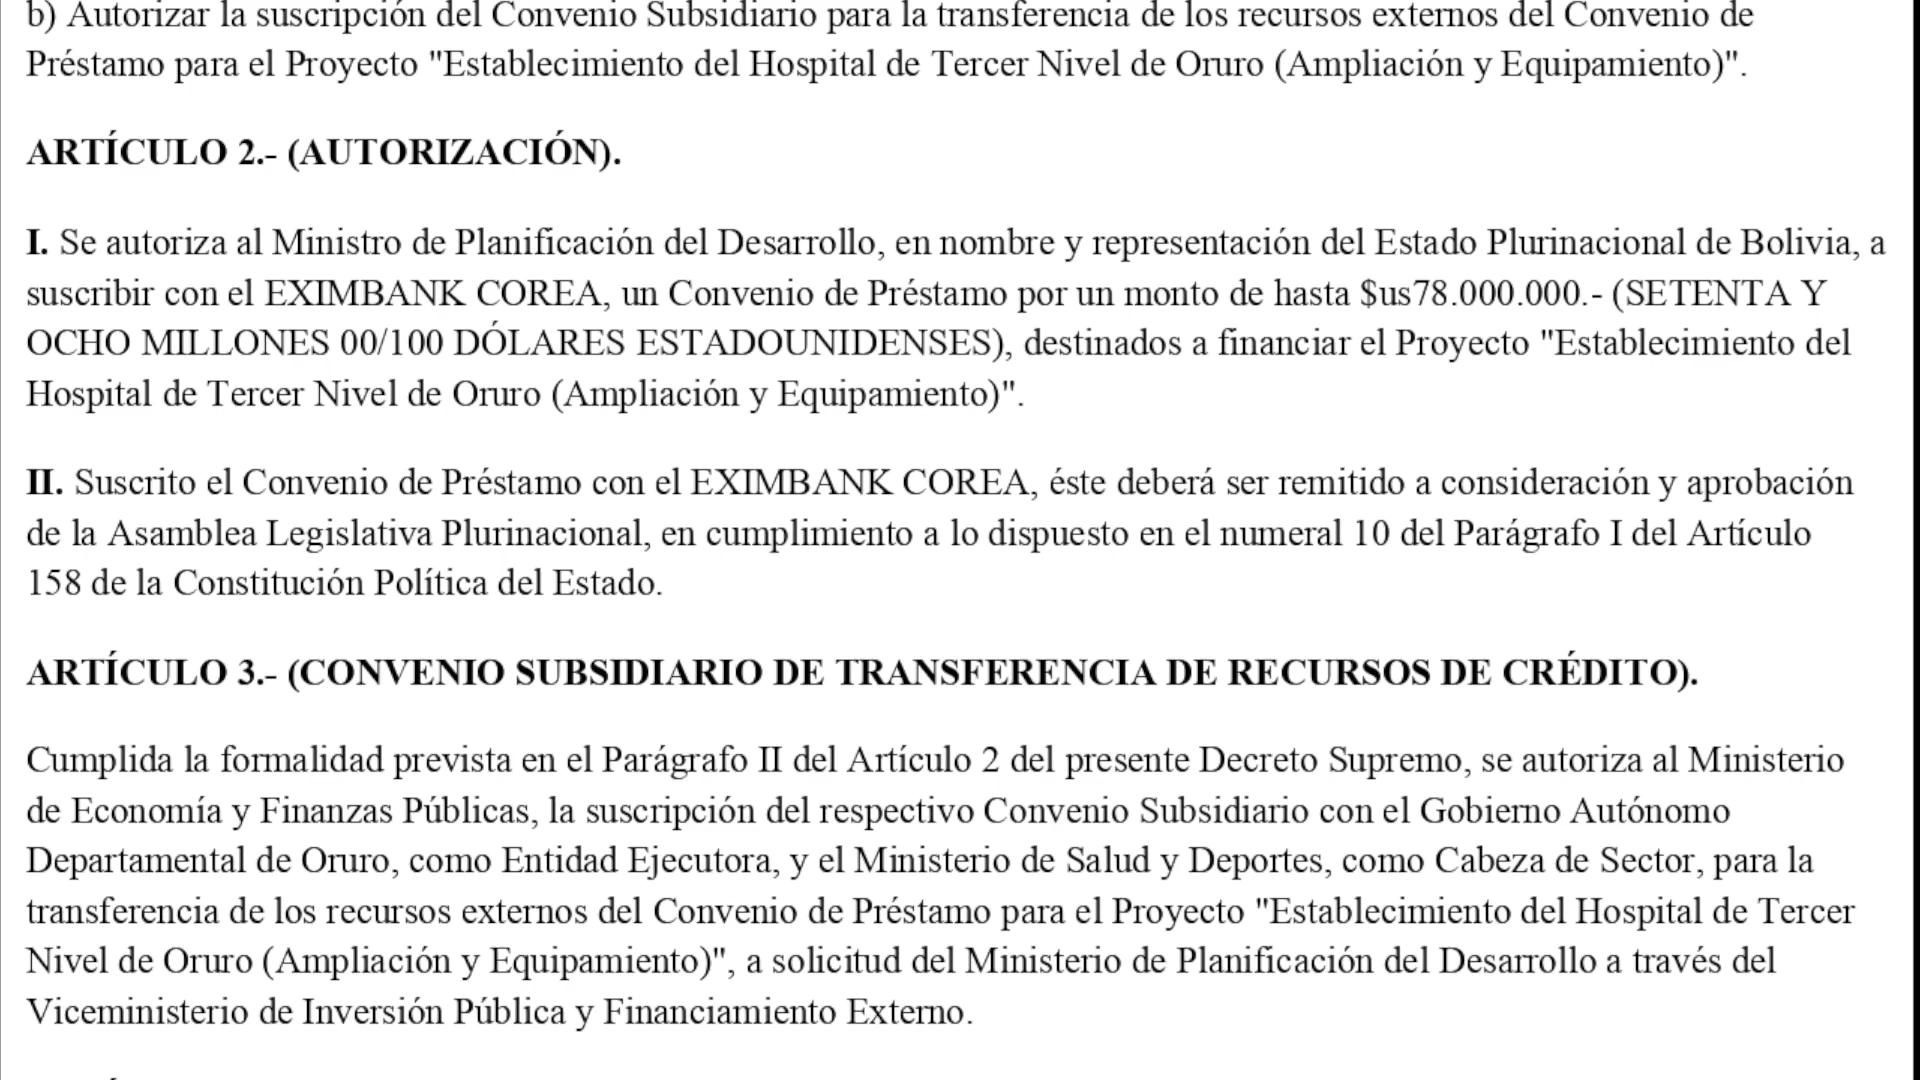 b) Autorizar la suscripción del Convenio Subsidiario para la transferencia de los recursos externos del Convenio de
Préstamo para el Proyecto "Establecimiento del Hospital de Tercer Nivel de Oruro (Ampliación y Equipamiento)".
ARTÍCULO 2.- (AUTORIZACIÓN).
I. Se autoriza al Ministro de Planificación del Desarrollo, en nombre y representación del Estado Plurinacional de Bolivia, a
suscribir con el EXIMBANK COREA, un Convenio de Préstamo por un monto de hasta $us78.000.000.- (SETENTA Y
OCHO MILLONES 00/100 DÓLARES ESTADOUNIDENSES), destinados a financiar el Proyecto "Establecimiento del
Hospital de Tercer Nivel de Oruro (Ampliación y Equipamiento)".
II. Suscrito el Convenio de Préstamo con el EXIMBANK COREA, éste deberá ser remitido a consideración y aprobación
de la Asamblea Legislativa Plurinacional, en cumplimiento a lo dispuesto en el numeral 10 del Parágrafo I del Artículo
158 de la Constitución Política del Estado.
ARTÍCULO 3.- (CONVENIO SUBSIDIARIO DE TRANSFERENCIA DE RECURSOS DE CRÉDITO).
Cumplida la formalidad prevista en el Parágrafo II del Artículo 2 del presente Decreto Supremo, se autoriza al Ministerio
de Economía y Finanzas Públicas, la suscripción del respectivo Convenio Subsidiario con el Gobierno Autónomo
Departamental de Oruro, como Entidad Ejecutora, y el Ministerio de Salud y Deportes, como Cabeza de Sector, para la
transferencia de los recursos externos del Convenio de Préstamo para el Proyecto "Establecimiento del Hospital de Tercer
Nivel de Oruro (Ampliación y Equipamiento)", a solicitud del Ministerio de Planificación del Desarrollo a través del
Viceministerio de Inversión Pública y Financiamiento Externo.